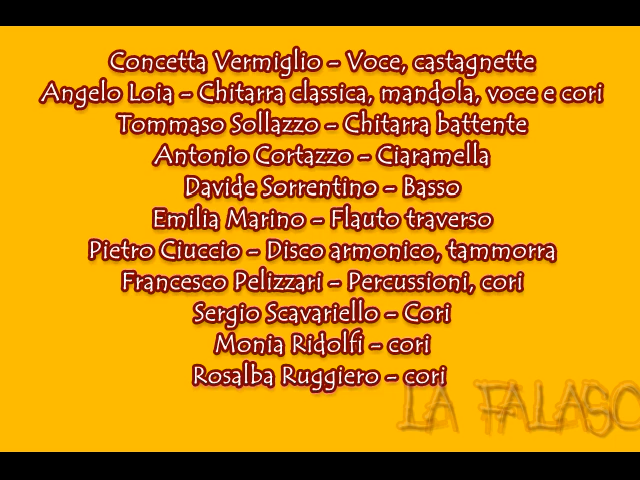 Concetta Vermiglio - Voce, castagnette
Angelo Loia - Chitarra classica, mandola, voce e cori
Tommaso Sollazzo - Chitarra battente
Antonio Cortazzo - Ciaramella
Davide Sorrentino - Basso
Emilia Marino - Flauto traverso
Pietro Ciuccio - Disco armonico, tammorra
Francesco Pelizzari - Percussioni, cori
Sergio Scavariello - Cori
Monia Ridolfi - cori
Rosalba Ruggiero - cori
LA FALASC